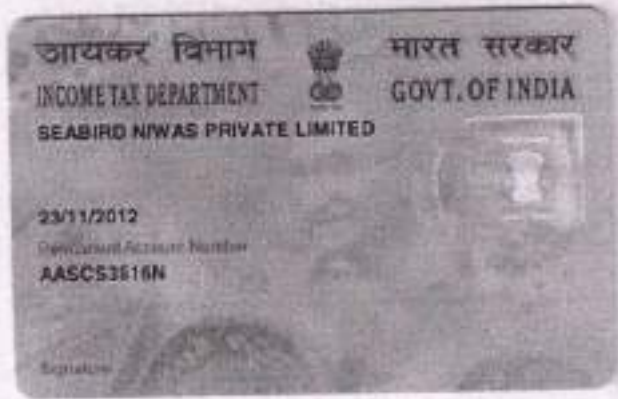 आयकर विभाग
भारत सरकार
INCOME TAX DEPARTMENT
GOVT. OF INDIA
SEABIRD NIWAS PRIVATE LIMITED
23/11/2012
Permanent Account Number
AASCS3516N
Signature